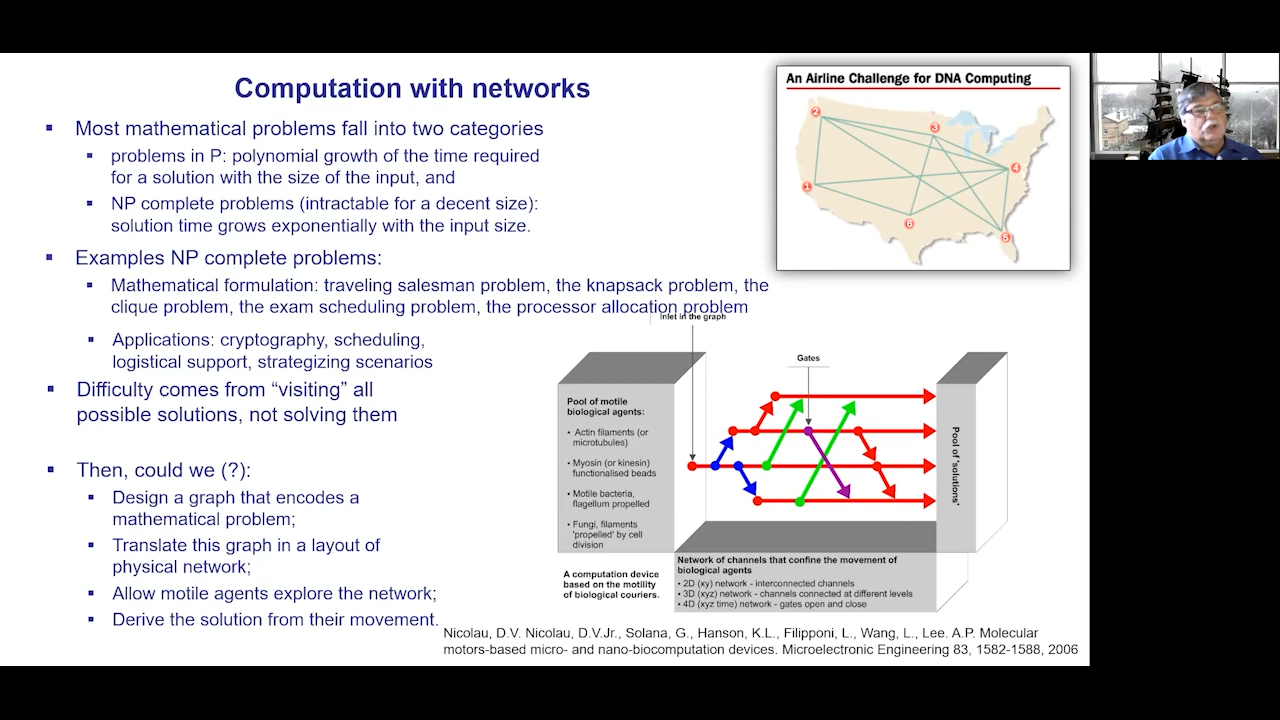 Computation with networks
▪ Most mathematical problems fall into two categories
▪ problems in P: polynomial growth of the time required
for a solution with the size of the input, and
▪ NP complete problems (intractable for a decent size):
solution time grows exponentially with the input size.
▪ Examples NP complete problems:
▪ Mathematical formulation: traveling salesman problem, the knapsack problem, the
clique problem, the exam scheduling problem, the processor allocation problem
▪ Applications: cryptography, scheduling,
logistical support, strategizing scenarios
▪ Difficulty comes from “visiting” all
possible solutions, not solving them
▪ Then, could we (?):
▪ Design a graph that encodes a
mathematical problem;
▪ Translate this graph in a layout of
physical network;
▪ Allow motile agents explore the network;
▪ Derive the solution from their movement.
An Airline Challenge for DNA Computing
2
3
4
1
6
5
Inlet in the graph
Gates
Pool of motile
biological agents:
• Actin filaments (or
microtubules)
• Myosin (or kinesin)
functionalised beads
• Motile bacteria,
flagellum propelled
• Fungi, filaments
'propelled' by cell
division
Pool of 'solutions'
A computation device
based on the motility
of biological couriers.
Network of channels that confine the movement of
biological agents
• 2D (xy) network - interconnected channels
• 3D (xyz) network - channels connected at different levels
• 4D (xyz time) network - gates open and close
Nicolau, D.V. Nicolau, D.V.Jr., Solana, G., Hanson, K.L., Filipponi, L., Wang, L., Lee. A.P. Molecular
motors-based micro- and nano-biocomputation devices. Microelectronic Engineering 83, 1582-1588, 2006